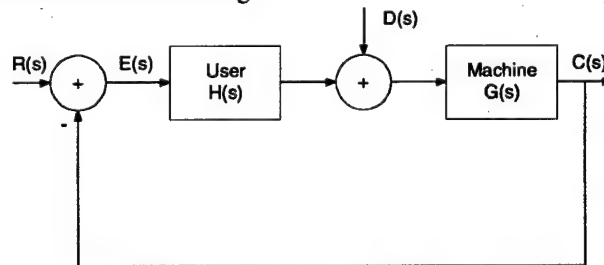 D(s)
R(s)
+
E(s)
User
H(s)
+
Machine
G(s)
C(s)
-